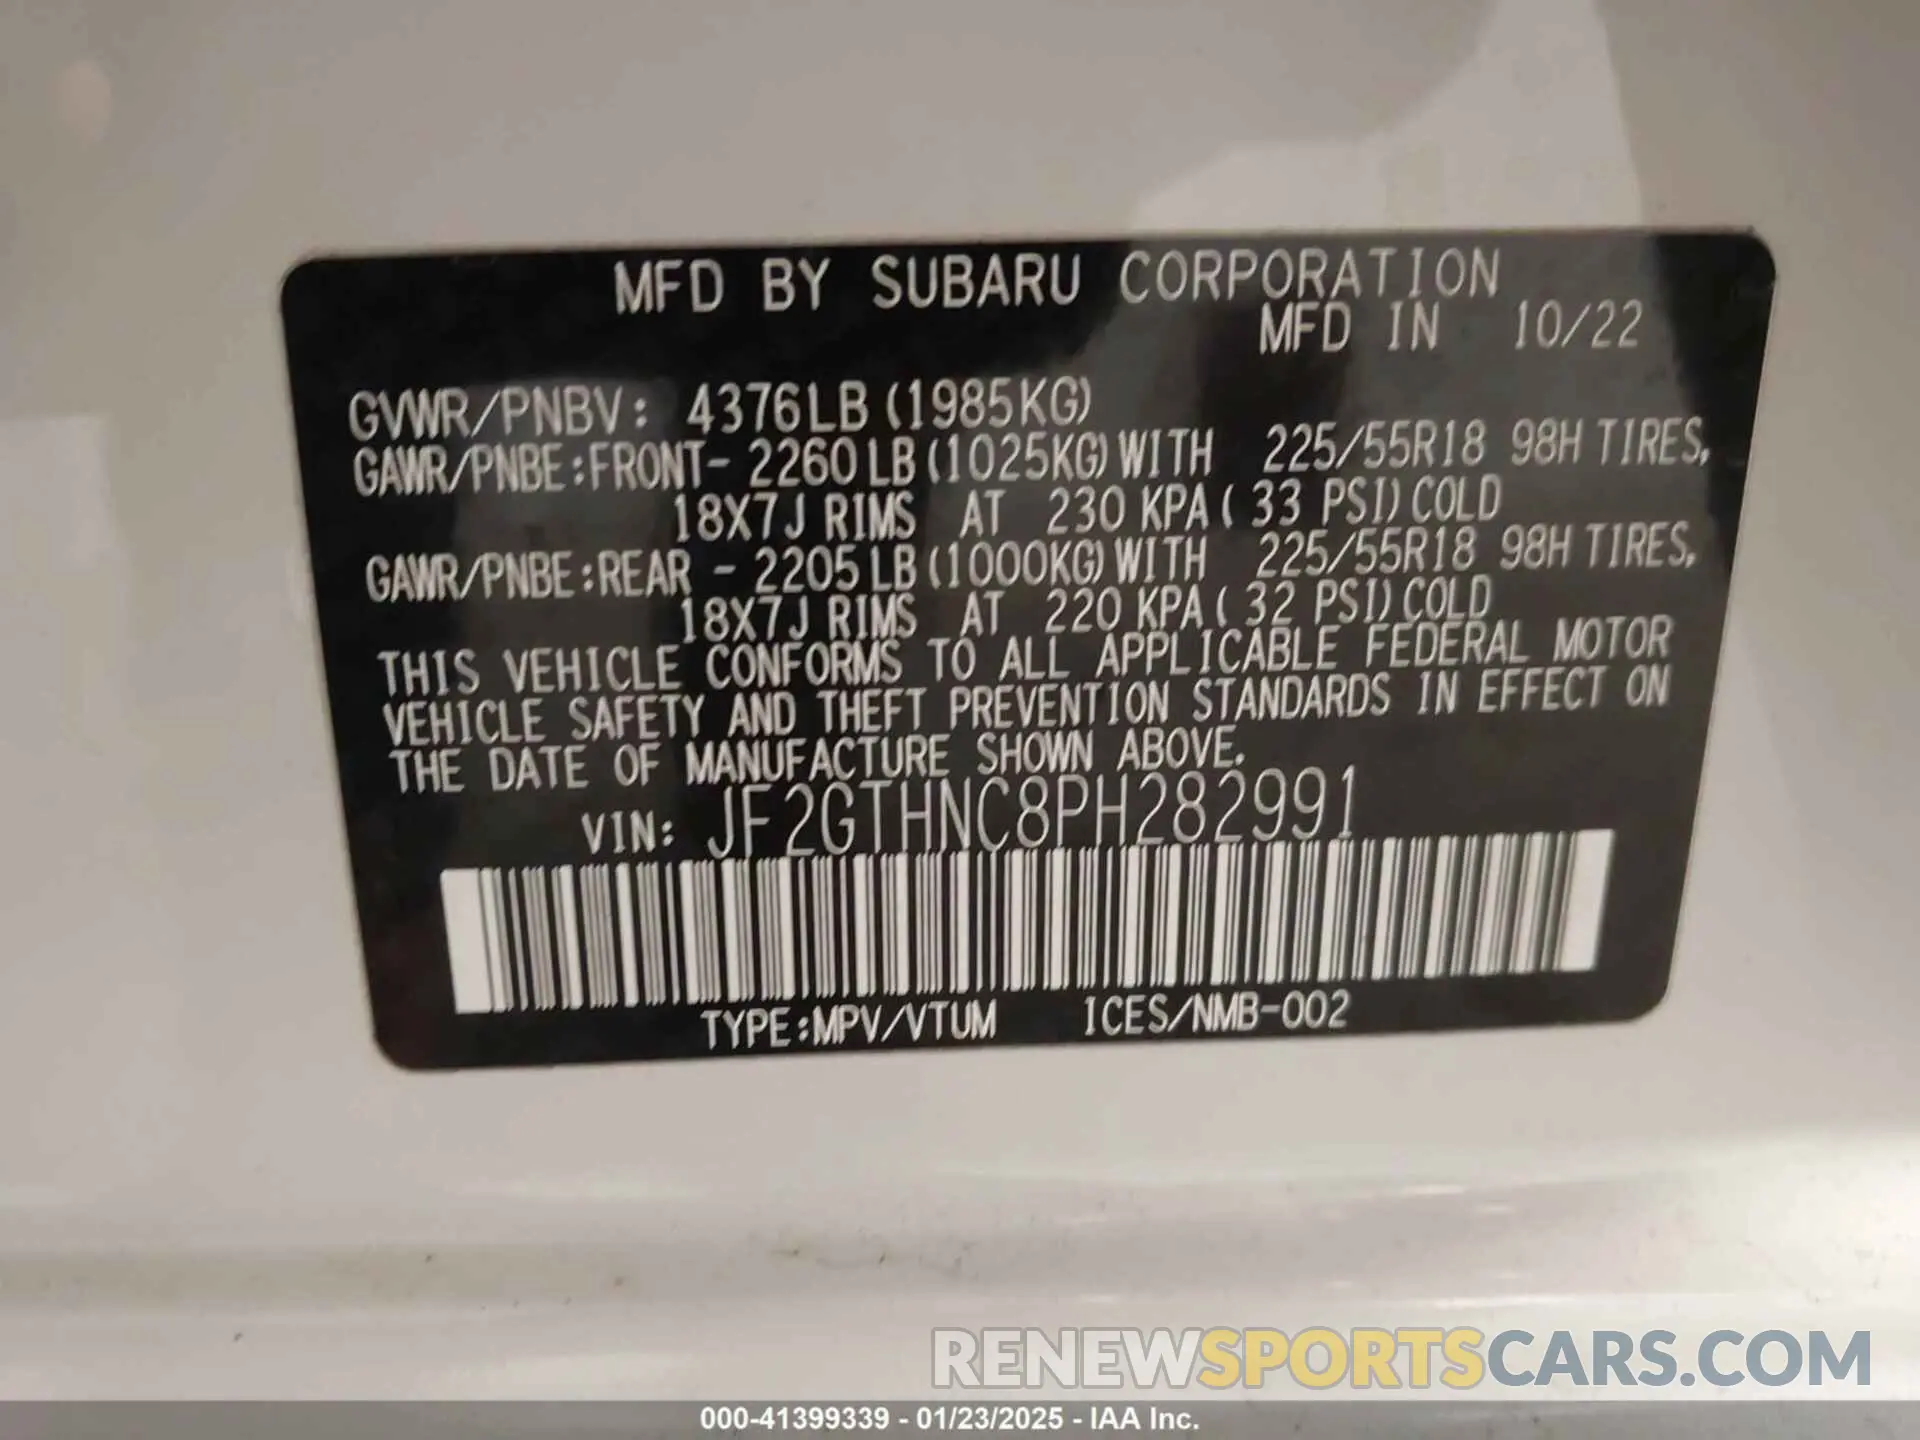 MFD BY SUBARU CORPORATION
MFD IN 10/22
GVWR/PNBV: 4376LB (1985KG)
GAWR/PNBE:FRONT- 2260LB (1025KG) WITH 225/55R18 98H TIRES,
18X7J RIMS AT 230 KPA ( 33 PSI) COLD
GAWR/PNBE:REAR - 2205LB (1000KG) WITH 225/55R18 98H TIRES,
18X7J RIMS AT 220 KPA ( 32 PSI) COLD
THIS VEHICLE CONFORMS TO ALL APPLICABLE FEDERAL MOTOR
VEHICLE SAFETY AND THEFT PREVENTION STANDARDS IN EFFECT ON
THE DATE OF MANUFACTURE SHOWN ABOVE.
VIN: JF2GTHNC8PH282991
TYPE:MPV/VTUM ICES/NMB-002
RENEWSPORTSCARS.COM
000-41399339 - 01/23/2025 - IAA Inc.